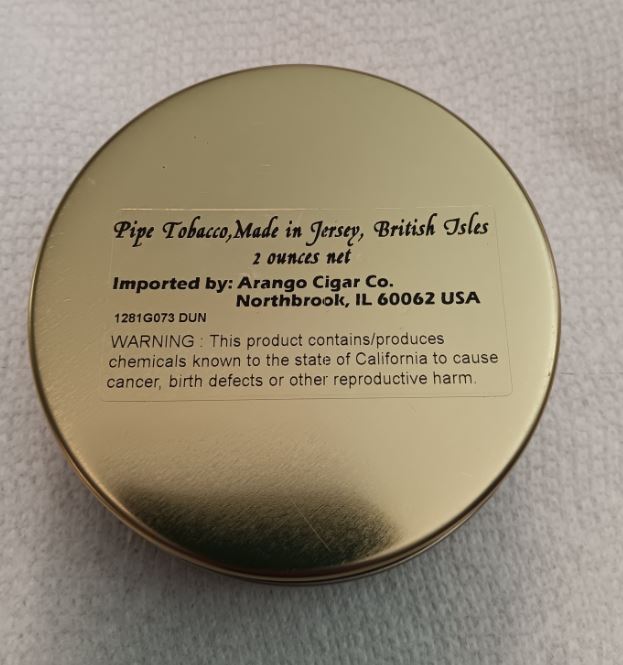 Pipe Tobacco,Made in Jersey, British Isles
2 ounces net
Imported by: Arango Cigar Co.
Northbrook, IL 60062 USA
1281G073 DUN
WARNING : This product contains/produces
chemicals known to the state of California to cause
cancer, birth defects or other reproductive harm.